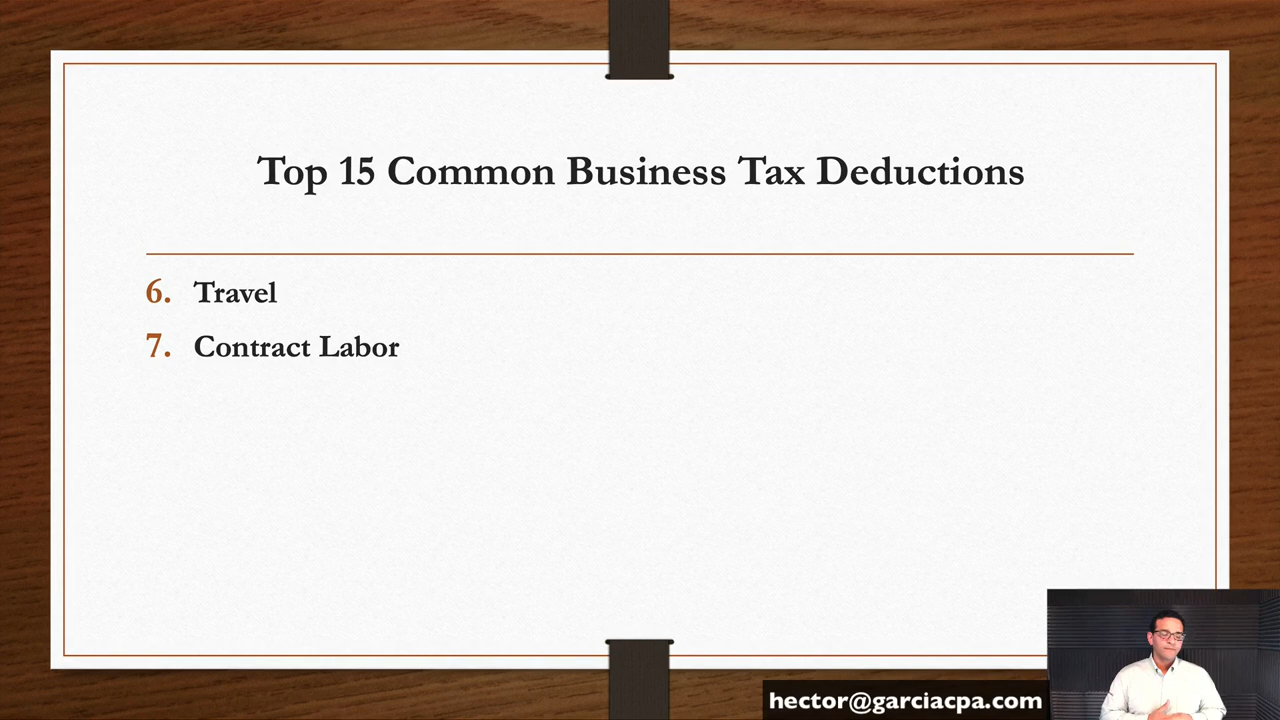 Top 15 Common Business Tax Deductions
6. Travel
7. Contract Labor
hector@garciacpa.com